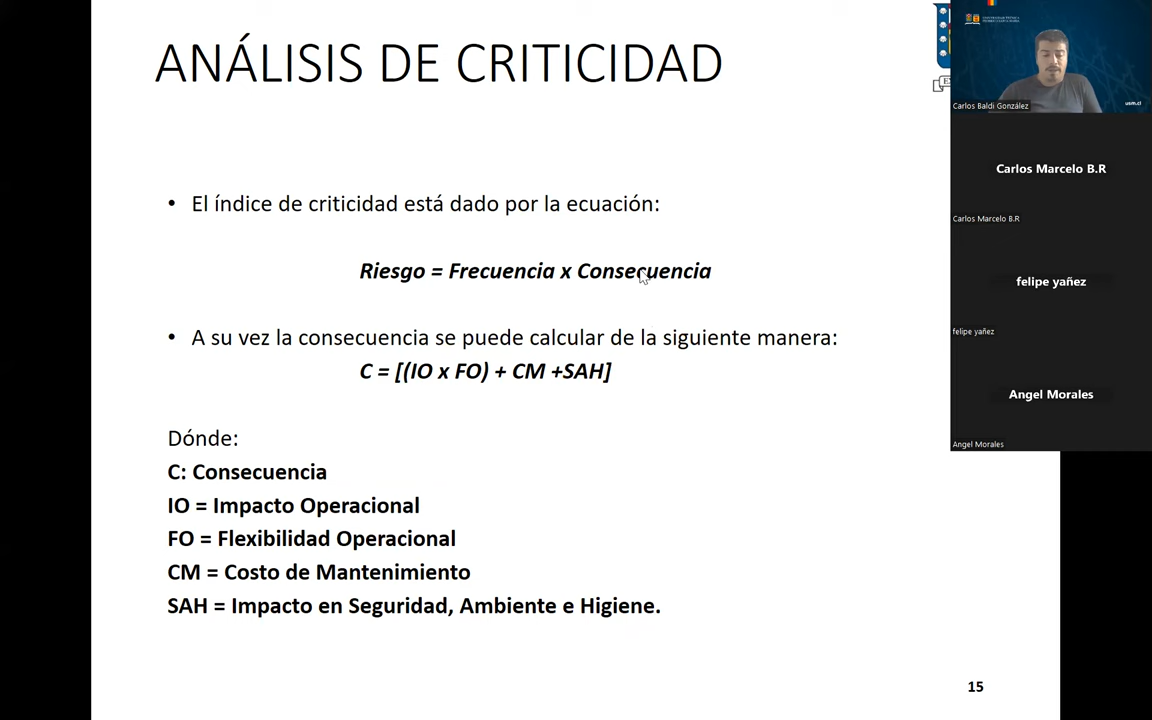 ANÁLISIS DE CRITICIDAD
• El índice de criticidad está dado por la ecuación:
Riesgo = Frecuencia x Consecuencia
• A su vez la consecuencia se puede calcular de la siguiente manera:
C = [(IO x FO) + CM +SAH]
Dónde:
C: Consecuencia
IO = Impacto Operacional
FO = Flexibilidad Operacional
CM = Costo de Mantenimiento
SAH = Impacto en Seguridad, Ambiente e Higiene.
15
usm.cl
Carlos Baldi González
Carlos Marcelo B.R
Carlos Marcelo B.R
felipe yañez
felipe yañez
Angel Morales
Angel Morales